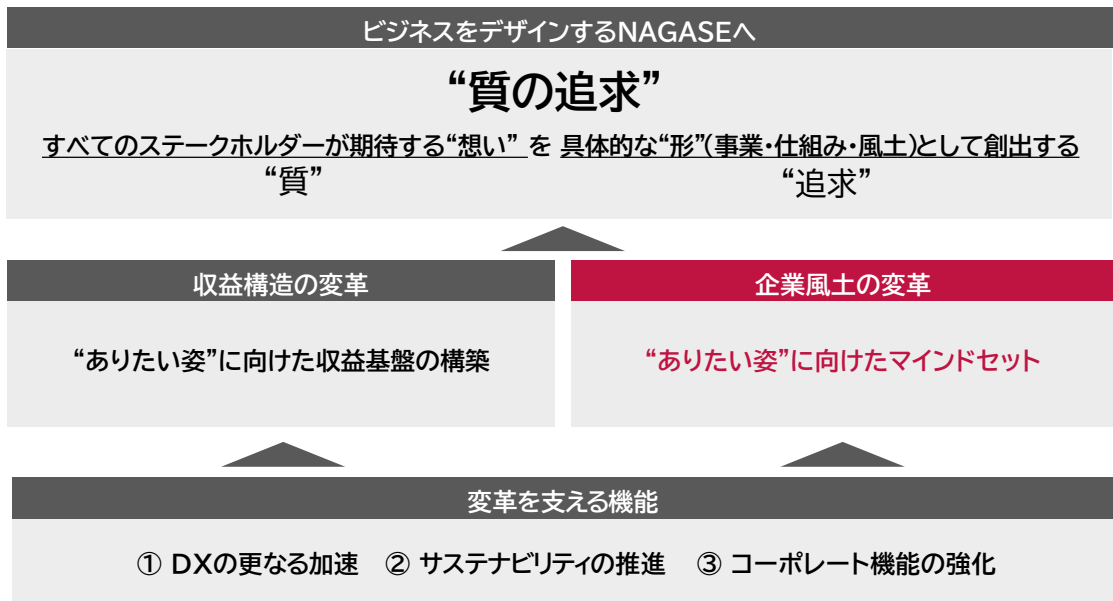 ビジネスをデザインするNAGASEへ
“質の追求”
すべてのステークホルダーが期待する“想い” を 具体的な“形”（事業・仕組み・風土）として創出する
“質” “追求”
収益構造の変革
“ありたい姿”に向けた収益基盤の構築
企業風土の変革
“ありたい姿”に向けたマインドセット
変革を支える機能
① DXの更なる加速 ② サステナビリティの推進 ③ コーポレート機能の強化